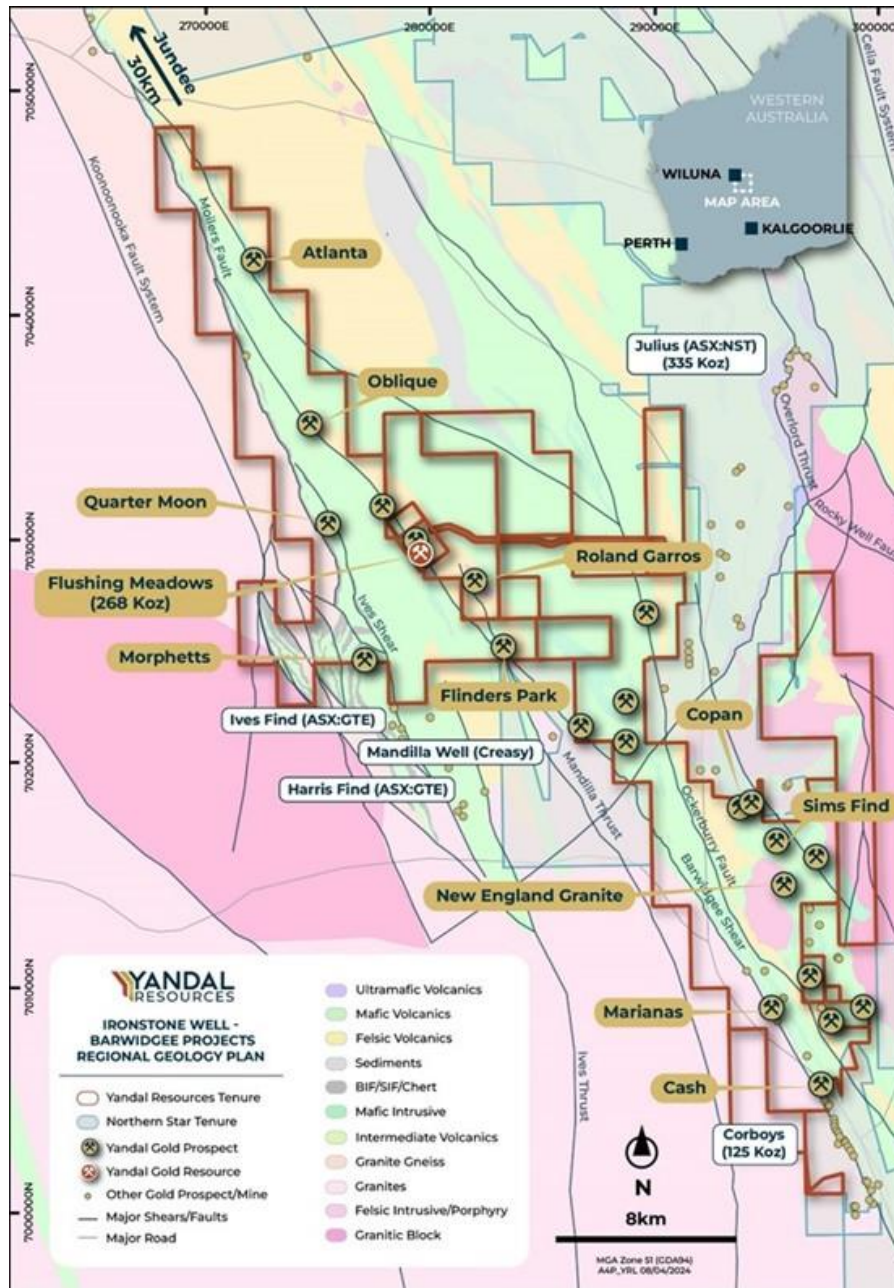 270000E
280000E
290000E
300000
7050000N
7040000N
7030000N
7020000N
7010000N
7000000N
Jundee
30km
Celia Fault System
WESTERN
AUSTRALIA
WILUNA
MAP AREA
KALGOORLIE
PERTH
Koonoonooka Fault System
Moilers Fault
Atlanta
Julius (ASX:NST)
(335 Koz)
Oblique
Overlord Thrust
Quarter Moon
Rocky Well Fau
Roland Garros
Flushing Meadows
(268 Koz)
Ives Shear
Morphetts
Flinders Park
Ives Find (ASX:GTE)
Copan
Mandilla Well (Creasy)
Harris Find (ASX:GTE)
Mandilla Thrust
Sims Find
Ockerburry Fault
Barwidgee Shear
New England Granite
Marianas
Cash
Ives Thrust
Corboys
(125 Koz)
YANDAL
RESOURCES
IRONSTONE WELL -
BARWIDGEE PROJECTS
REGIONAL GEOLOGY PLAN
Yandal Resources Tenure
Northern Star Tenure
Yandal Gold Prospect
Yandal Gold Resource
Other Gold Prospect/Mine
Major Shears/Faults
Major Road
Ultramafic Volcanics
Mafic Volcanics
Felsic Volcanics
Sediments
BIF/SIF/Chert
Mafic Intrusive
Intermediate Volcanics
Granite Gneiss
Granites
Felsic Intrusive/Porphyry
Granitic Block
N
8km
MGA Zone 51 (GDA94)
A4P_YRL 08/04/2024